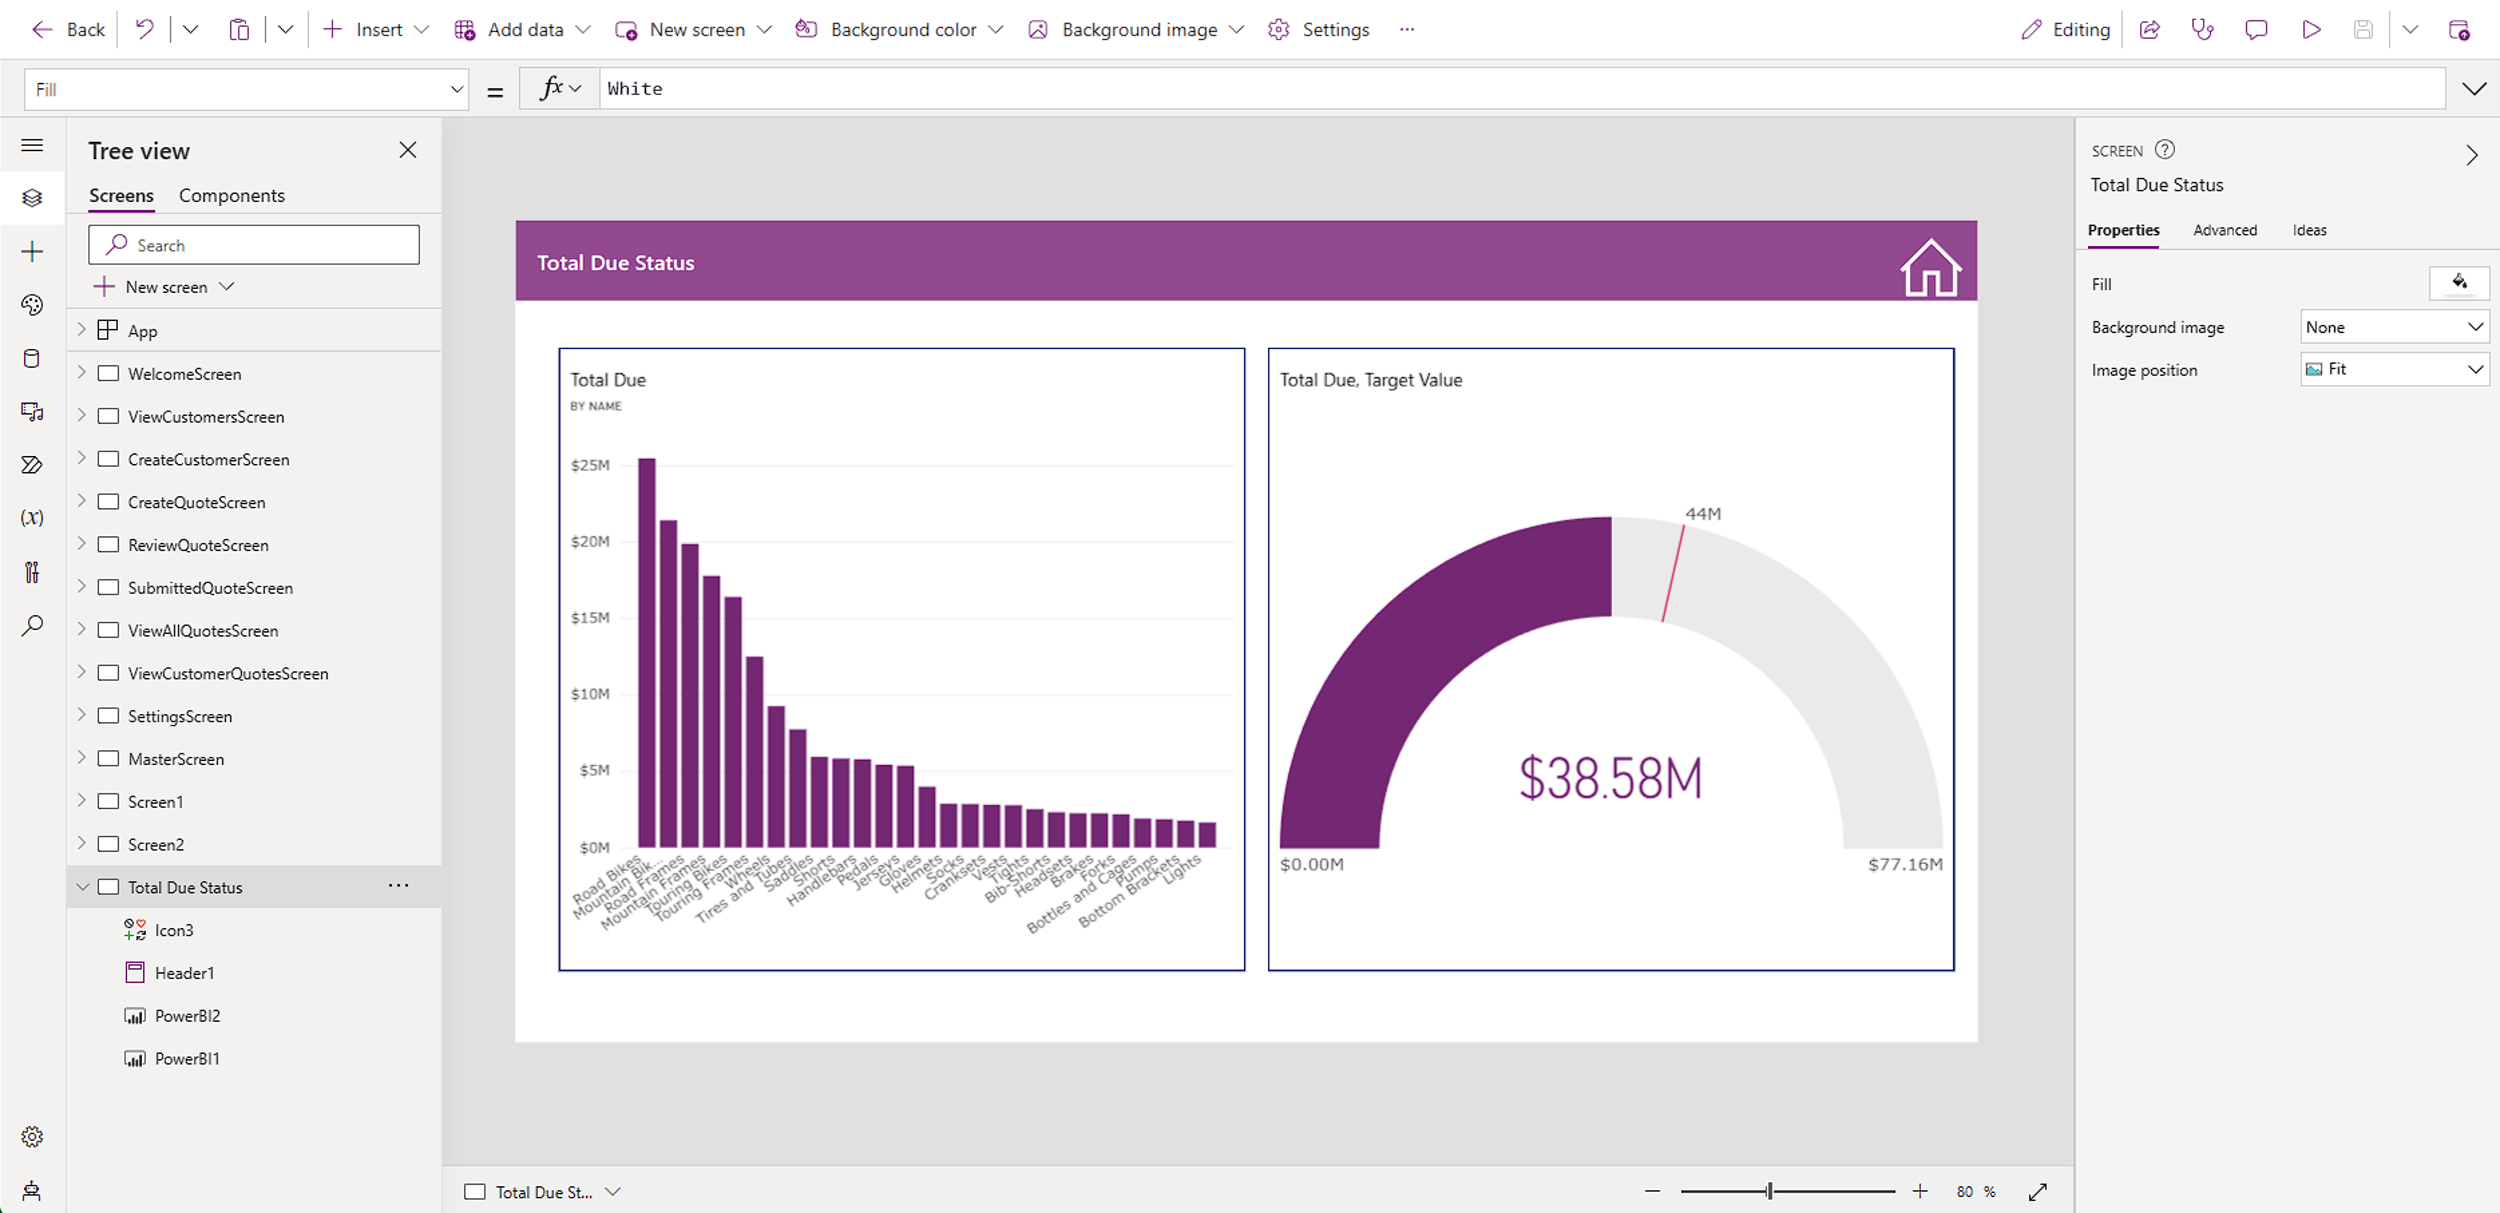 Back Insert Add data New screen Background color Background image Settings ... Editing
Fill = fx White
Tree view
Screens Components
Search
New screen
App
WelcomeScreen
ViewCustomersScreen
CreateCustomerScreen
CreateQuoteScreen
ReviewQuoteScreen
SubmittedQuoteScreen
ViewAllQuotesScreen
ViewCustomerQuotesScreen
SettingsScreen
MasterScreen
Screen1
Screen2
Total Due Status ...
Icon3
Header1
PowerBI2
PowerBI1
(x)
Total Due Status
Total Due
BY NAME
$25M
$20M
$15M
$10M
$5M
$0M
Road Bikes
Mountain Bik...
Road Frames
Mountain Frames
Touring Bikes
Touring Frames
Wheels
Tires and Tubes
Saddles
Shorts
Handlebars
Pedals
Jerseys
Gloves
Helmets
Socks
Cranksets
Vests
Tights
Bib-Shorts
Headsets
Brakes
Forks
Bottles and Cages
Pumps
Bottom Brackets
Lights
Total Due, Target Value
44M
$38.58M
$0.00M $77.16M
Total Due St...
80 %
SCREEN ?
Total Due Status
Properties Advanced Ideas
Fill
Background image None
Image position Fit